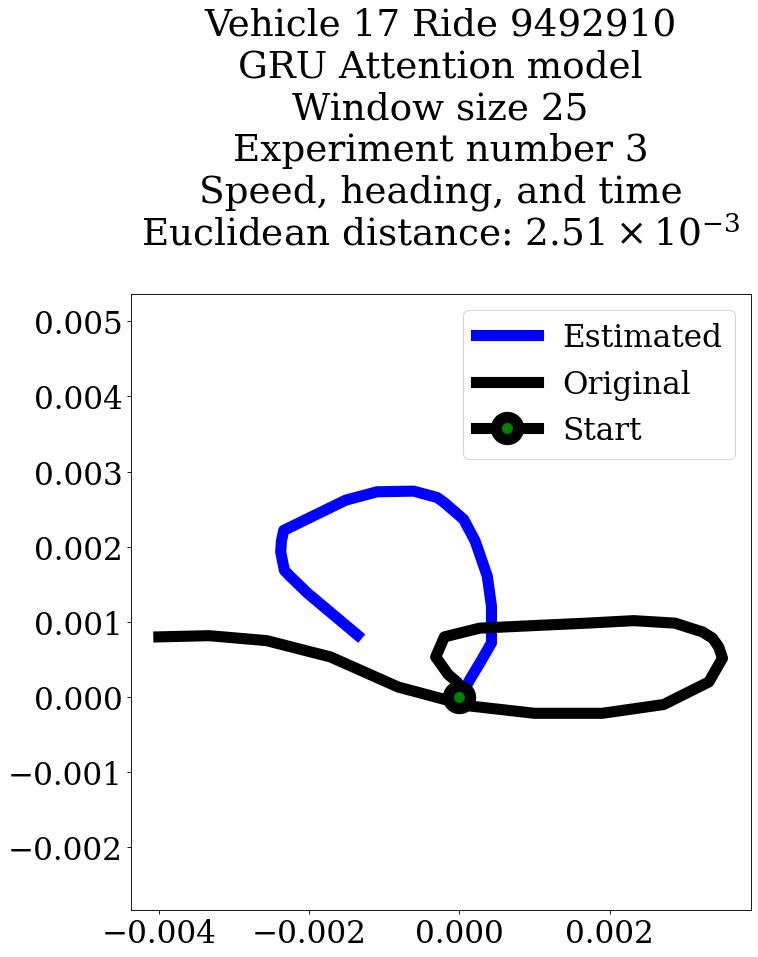 Vehicle 17 Ride 9492910
GRU Attention model
Window size 25
Experiment number 3
Speed, heading, and time
Euclidean distance: 2.51 × 10⁻³
Estimated
Original
Start
0.005
0.004
0.003
0.002
0.001
0.000
−0.001
−0.002
−0.004
−0.002
0.000
0.002